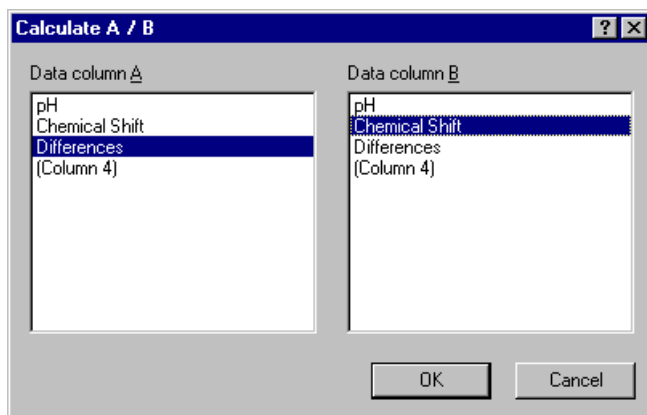 Calculate A / B
Data column A
pH
Chemical Shift
Differences
(Column 4)
Data column B
pH
Chemical Shift
Differences
(Column 4)
OK
Cancel